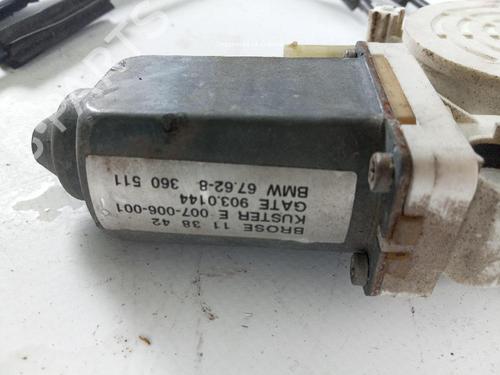 BROSE 11 38 42
KUSTER E 007-006-001
GATE 903.0144
BMW 67.62-8 360 511